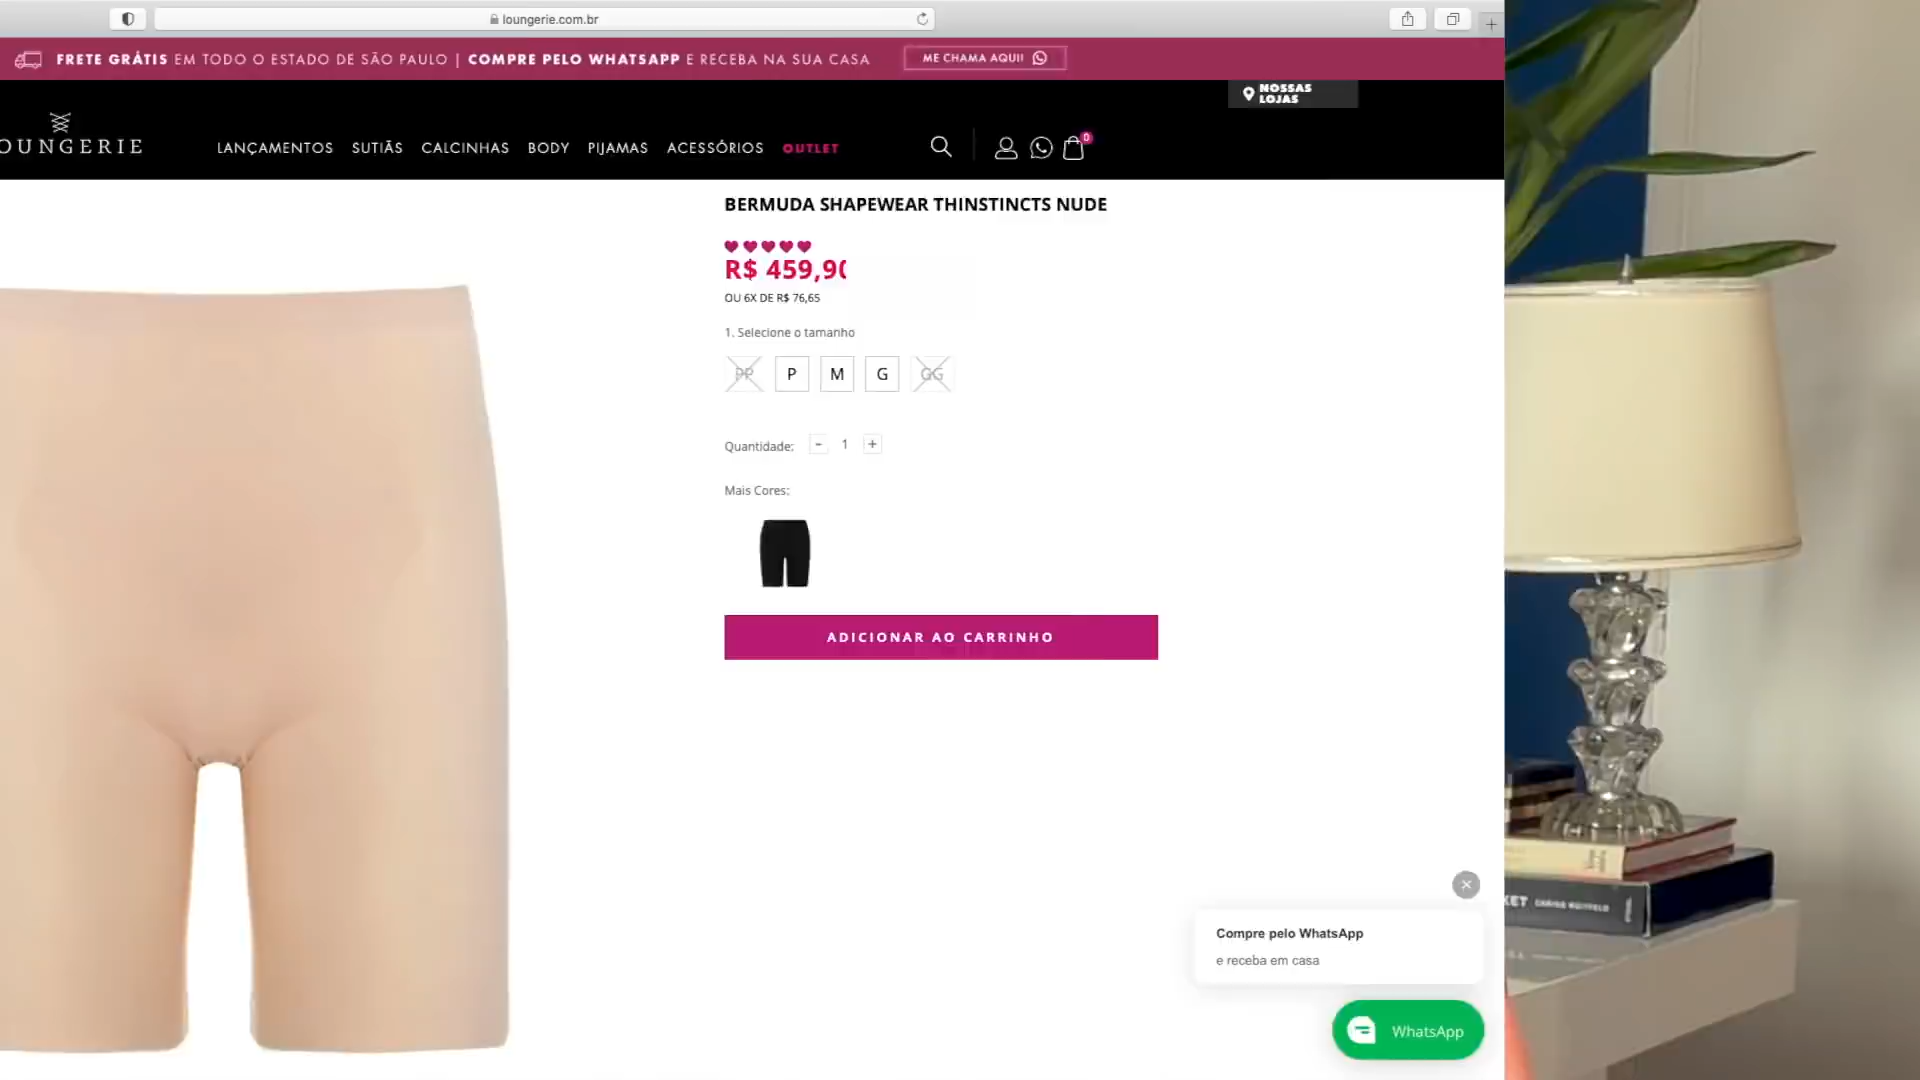 loungerie.com.br
FRETE GRÁTIS EM TODO O ESTADO DE SÃO PAULO | COMPRE PELO WHATSAPP E RECEBA NA SUA CASA
ME CHAMA AQUI!
NOSSAS
LOJAS
OUNGERIE
LANÇAMENTOS SUTIÃS CALCINHAS BODY PIJAMAS ACESSÓRIOS OUTLET
0
BERMUDA SHAPEWEAR THINSTINCTS NUDE
R$ 459,90
OU 6X DE R$ 76,65
1. Selecione o tamanho
PP P M G GG
Quantidade: - 1 +
Mais Cores:
ADICIONAR AO CARRINHO
Compre pelo WhatsApp
e receba em casa
WhatsApp